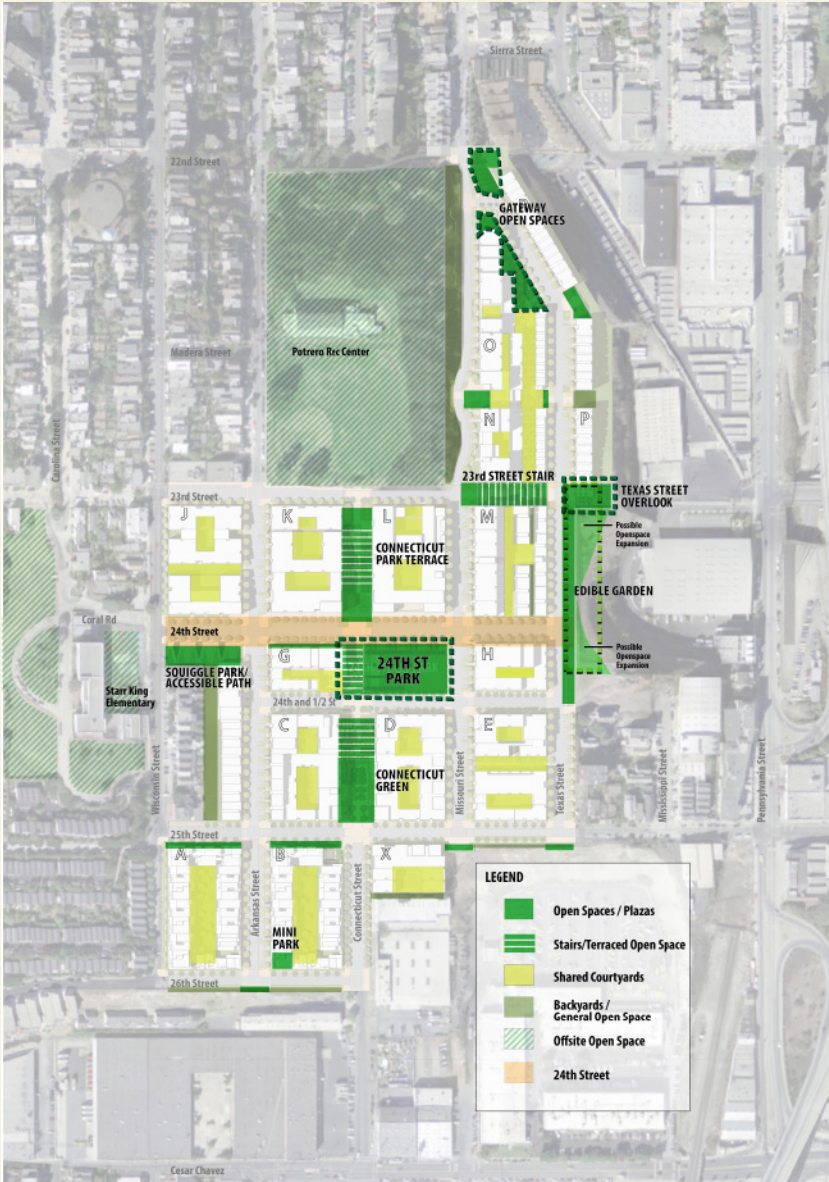 Sierra Street
22nd Street
GATEWAY
OPEN SPACES
Potrero Rec Center
Madera Street
O
Carolina Street
N
P
23rd Street
23RD STREET STAIR
TEXAS STREET
OVERLOOK
J
K
L
M
Possible
Openspace
Expansion
CONNECTICUT
PARK TERRACE
EDIBLE GARDEN
Coral Rd
24th Street
G
24TH ST
PARK
H
Possible
Openspace
Expansion
SQUIGGLE PARK/
ACCESSIBLE PATH
Starr King
Elementary
24th and 1/2 St
C
D
E
CONNECTICUT
GREEN
Wisconsin Street
Missouri Street
Texas Street
Mississippi Street
Pennsylvania Street
25th Street
A
B
X
Arkansas Street
Connecticut Street
MINI
PARK
26th Street
LEGEND
Open Spaces / Plazas
Stairs/Terraced Open Space
Shared Courtyards
Backyards /
General Open Space
Offsite Open Space
24th Street
Cesar Chavez